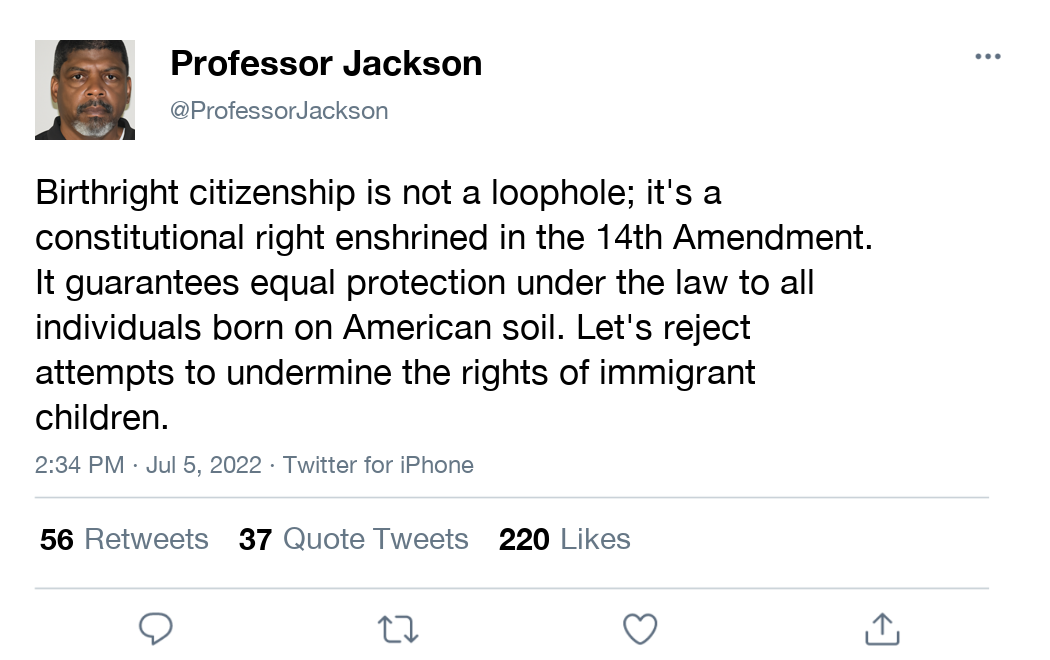 Professor Jackson
@ProfessorJackson
Birthright citizenship is not a loophole; it's a
constitutional right enshrined in the 14th Amendment.
It guarantees equal protection under the law to all
individuals born on American soil. Let's reject
attempts to undermine the rights of immigrant
children.
2:34 PM · Jul 5, 2022 · Twitter for iPhone
56 Retweets 37 Quote Tweets 220 Likes